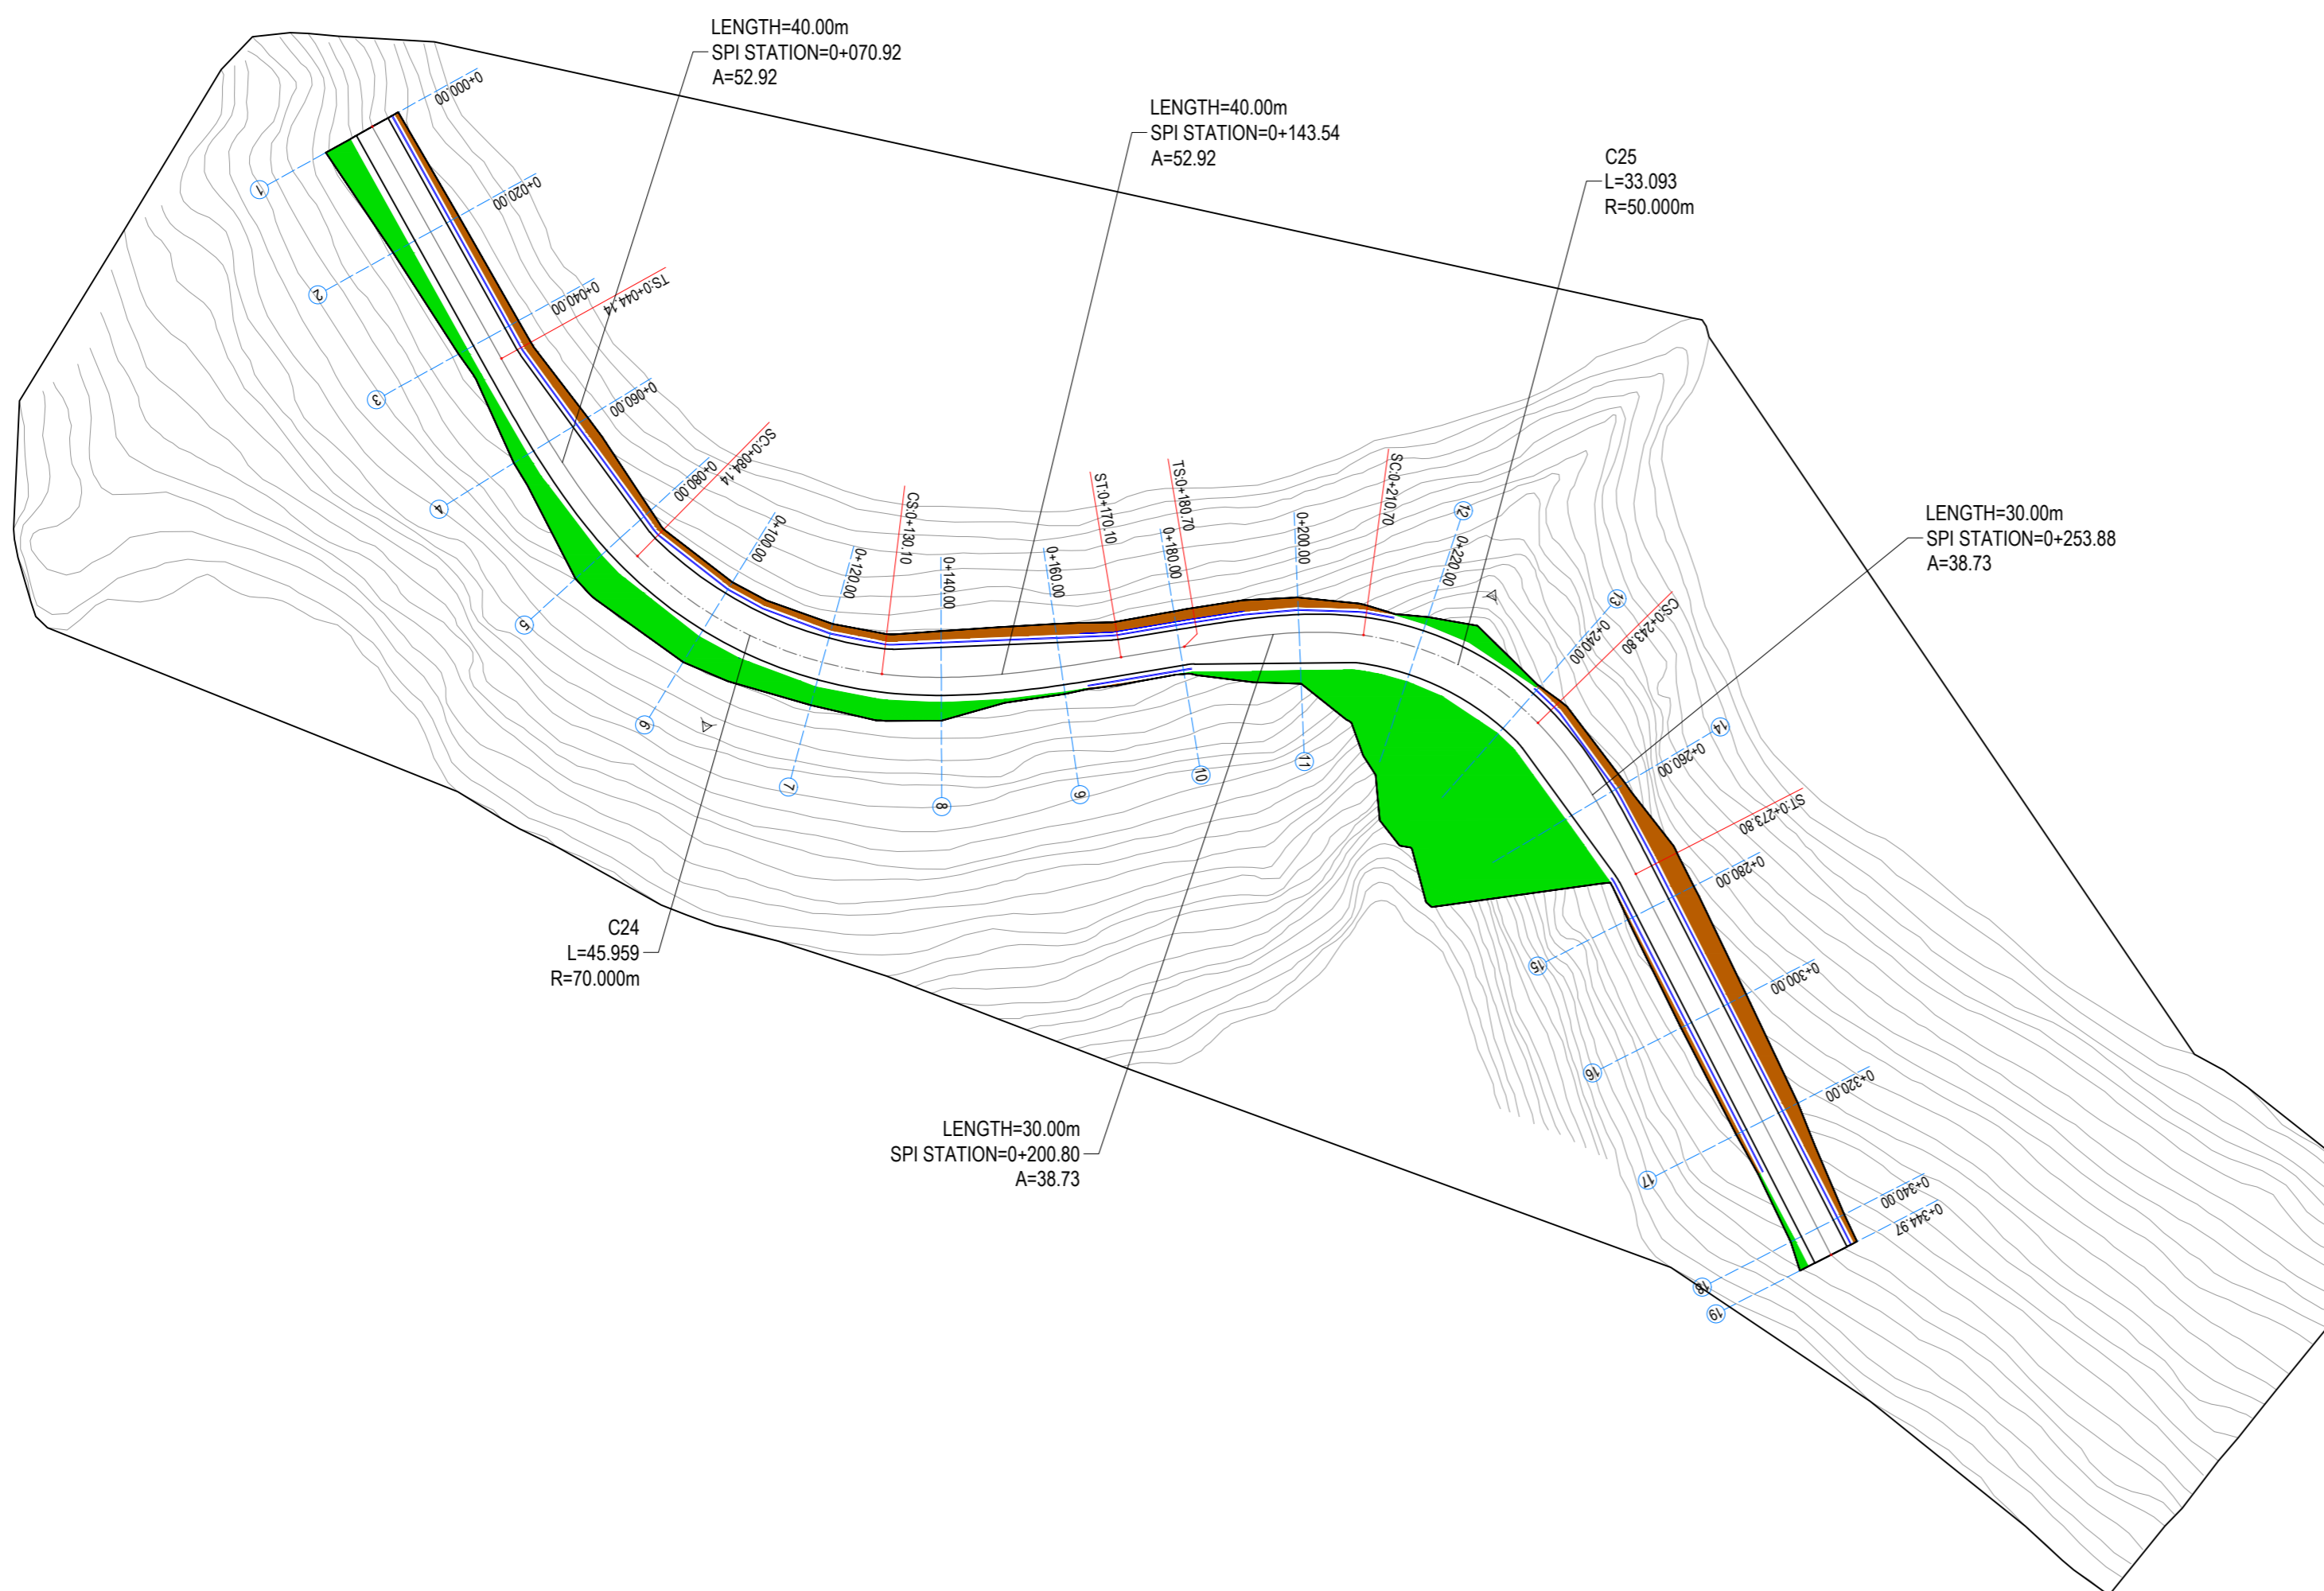 LENGTH=40.00m
SPI STATION=0+070.92
A=52.92
LENGTH=40.00m
SPI STATION=0+143.54
A=52.92
C25
L=33.093
R=50.000m
LENGTH=30.00m
SPI STATION=0+253.88
A=38.73
C24
L=45.959
R=70.000m
LENGTH=30.00m
SPI STATION=0+200.80
A=38.73
0+000.00
0+020.00
0+040.00
TS:0+044.14
0+060.00
0+080.00
SC:0+084.14
0+100.00
0+120.00
CS:0+130.10
0+140.00
0+160.00
ST:0+170.10
0+180.00
TS:0+180.70
0+200.00
SC:0+210.70
0+220.00
0+240.00
CS:0+243.80
0+260.00
ST:0+273.80
0+280.00
0+300.00
0+320.00
0+340.00
0+344.97
1
2
3
4
5
6
7
8
9
10
11
12
13
14
15
16
17
18
19